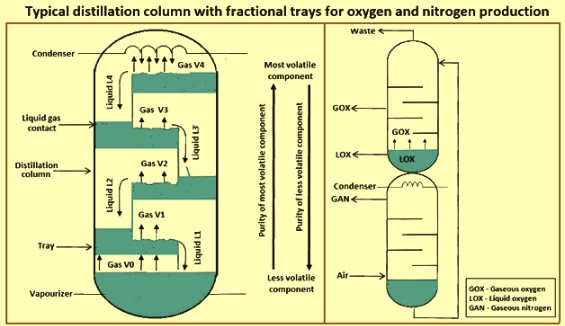 Typical distillation column with fractional trays for oxygen and nitrogen production
Condenser
Gas V4
Liquid L4
Liquid gas
contact
Gas V3
Liquid L3
Distillation
column
Gas V2
Liquid L2
Gas V1
Liquid L1
Tray
Gas V0
Vapourizer
Most volatile
component
Purity of most volatile component
Purity of less volatile component
Less volatile
component
Waste
GOX
GOX
LOX
LOX
Condenser
GAN
Air
GOX - Gaseous oxygen
LOX - Liquid oxygen
GAN - Gaseous nitrogen